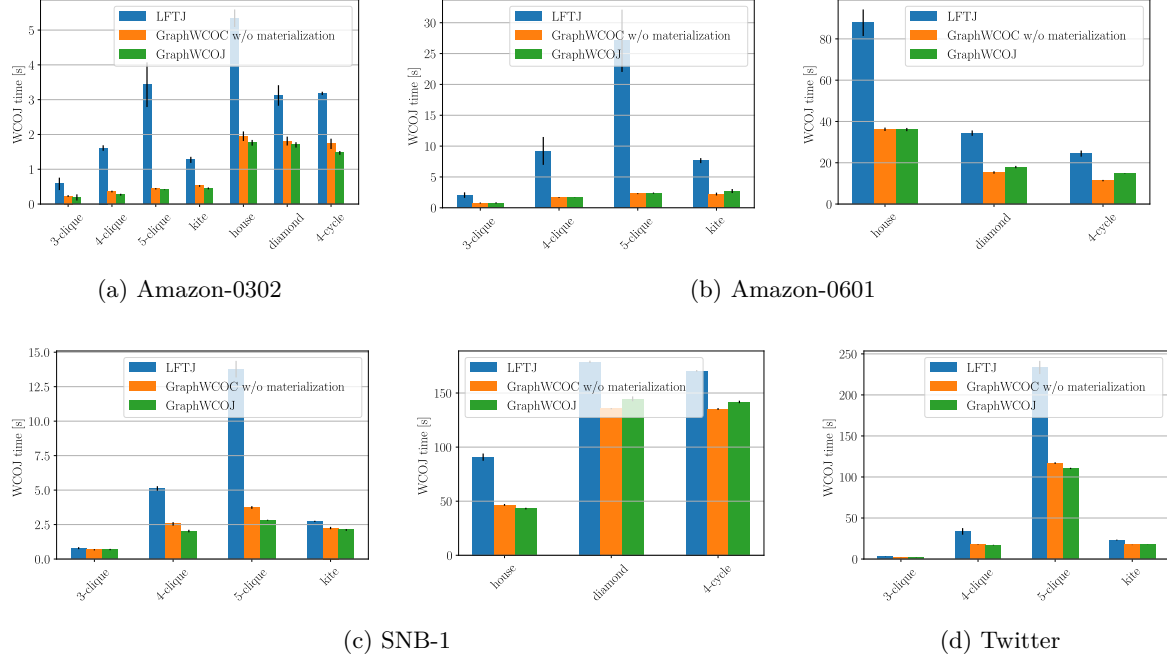 LFTJ
GraphWCOC w/o materialization
GraphWCOJ
WCOJ time [s]
5
4
3
2
1
0
3-clique
4-clique
5-clique
kite
house
diamond
4-cycle
(a) Amazon-0302
LFTJ
GraphWCOC w/o materialization
GraphWCOJ
WCOJ time [s]
30
25
20
15
10
5
0
3-clique
4-clique
5-clique
kite
LFTJ
GraphWCOC w/o materialization
GraphWCOJ
WCOJ time [s]
80
60
40
20
0
house
diamond
4-cycle
(b) Amazon-0601
LFTJ
GraphWCOC w/o materialization
GraphWCOJ
WCOJ time [s]
15.0
12.5
10.0
7.5
5.0
2.5
0.0
3-clique
4-clique
5-clique
kite
LFTJ
GraphWCOC w/o materialization
GraphWCOJ
WCOJ time [s]
150
100
50
0
house
diamond
4-cycle
(c) SNB-1
LFTJ
GraphWCOC w/o materialization
GraphWCOJ
WCOJ time [s]
250
200
150
100
50
0
3-clique
4-clique
5-clique
kite
(d) Twitter